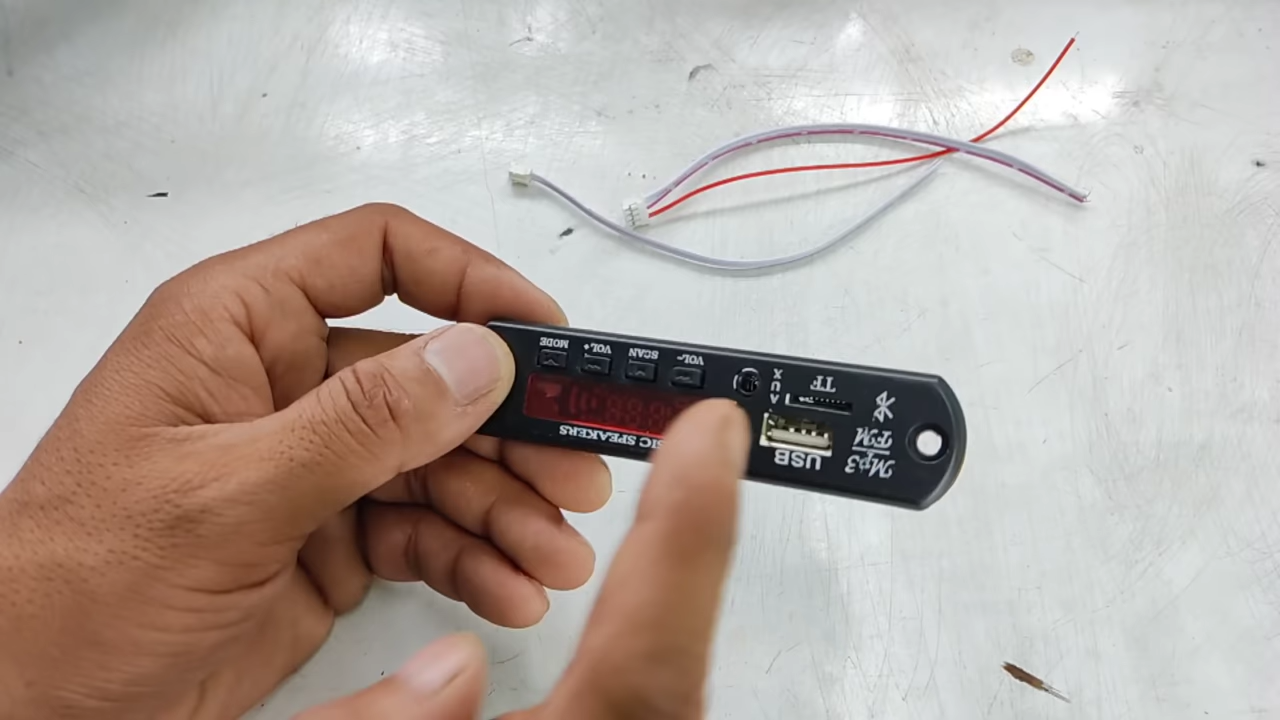 USB
Mp3
FM
TF
AUX
VOL-
SCAN
VOL+
MODE
SPEAKERS